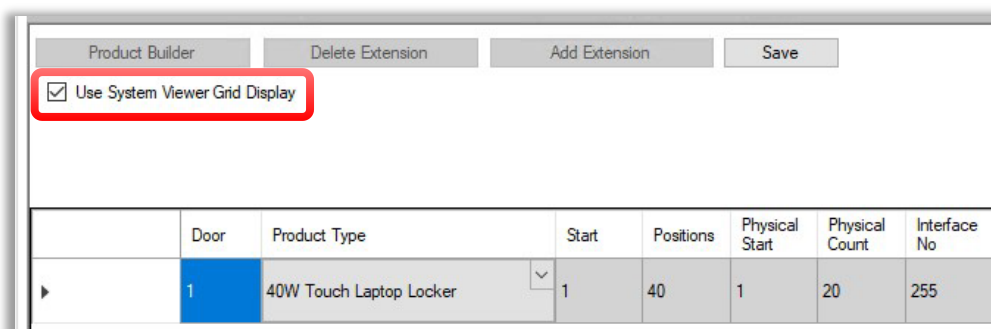 Product Builder Delete Extension Add Extension Save
Use System Viewer Grid Display
Door Product Type Start Positions Physical Start Physical Count Interface No
1 40W Touch Laptop Locker 1 40 1 20 255